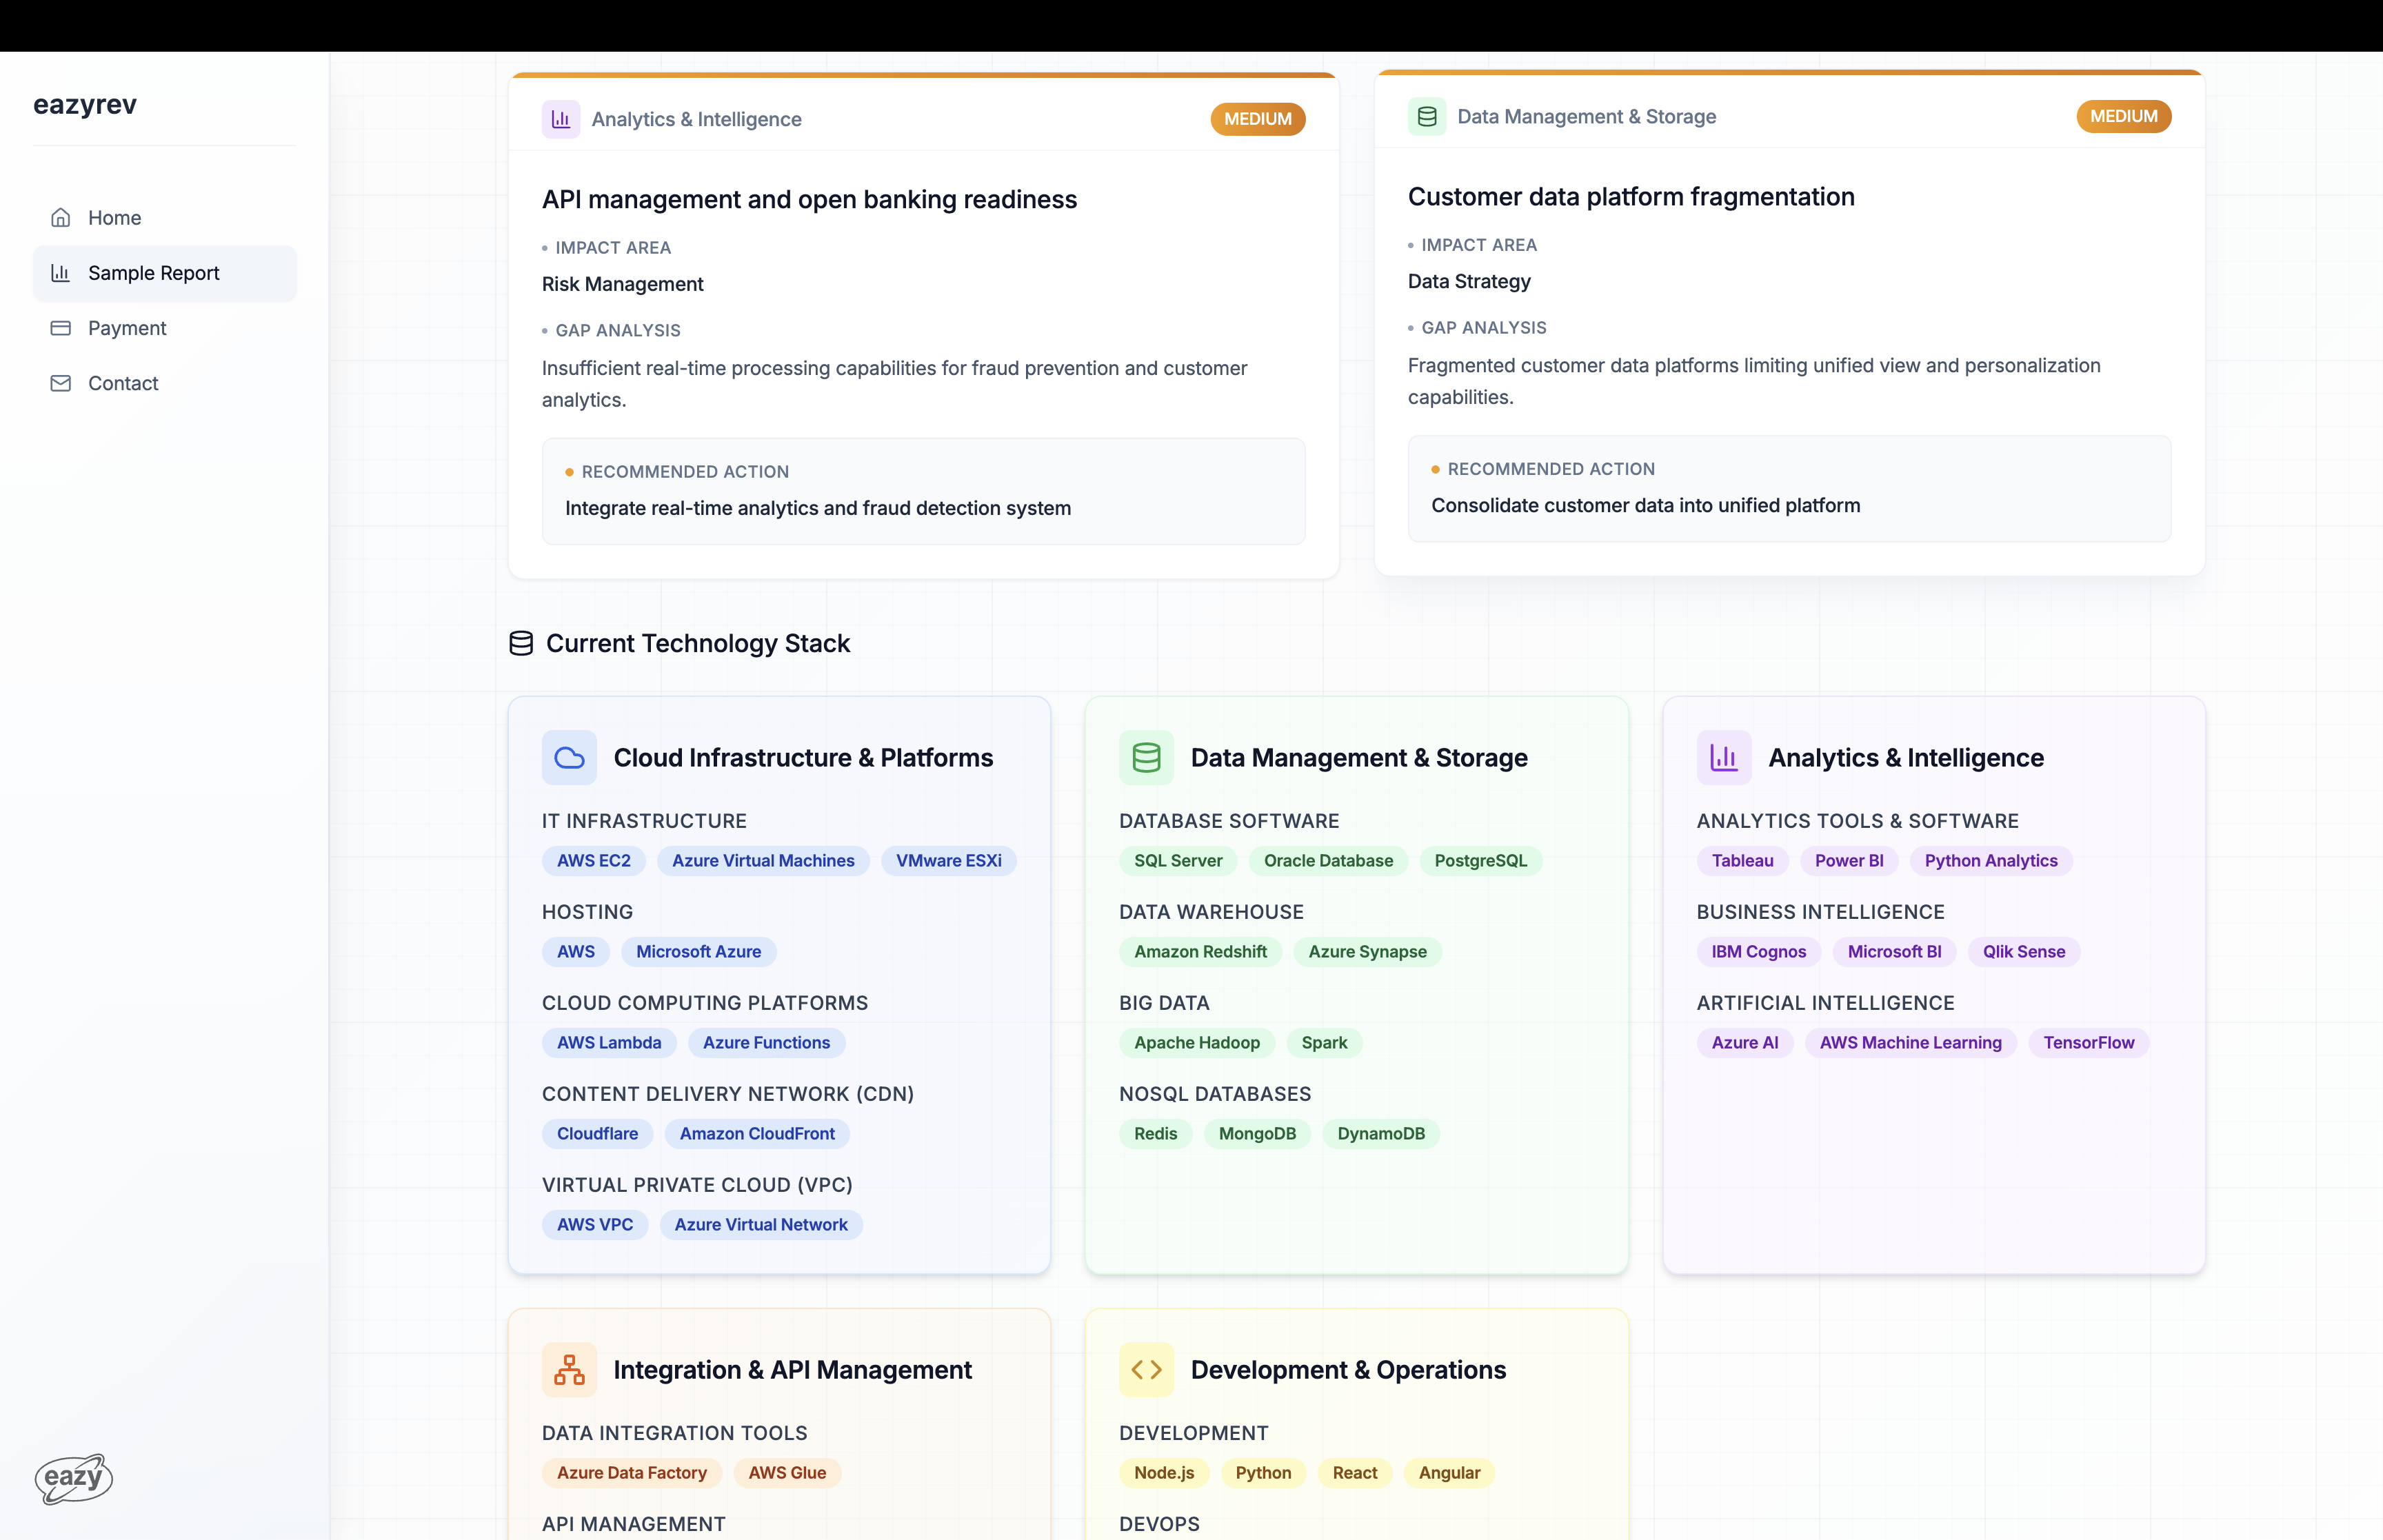 eazyrev
Home
Sample Report
Payment
Contact
eazy
Analytics & Intelligence
MEDIUM
API management and open banking readiness
IMPACT AREA
Risk Management
GAP ANALYSIS
Insufficient real-time processing capabilities for fraud prevention and customer
analytics.
RECOMMENDED ACTION
Integrate real-time analytics and fraud detection system
Data Management & Storage
MEDIUM
Customer data platform fragmentation
IMPACT AREA
Data Strategy
GAP ANALYSIS
Fragmented customer data platforms limiting unified view and personalization
capabilities.
RECOMMENDED ACTION
Consolidate customer data into unified platform
Current Technology Stack
Cloud Infrastructure & Platforms
IT INFRASTRUCTURE
AWS EC2 Azure Virtual Machines VMware ESXi
HOSTING
AWS Microsoft Azure
CLOUD COMPUTING PLATFORMS
AWS Lambda Azure Functions
CONTENT DELIVERY NETWORK (CDN)
Cloudflare Amazon CloudFront
VIRTUAL PRIVATE CLOUD (VPC)
AWS VPC Azure Virtual Network
Data Management & Storage
DATABASE SOFTWARE
SQL Server Oracle Database PostgreSQL
DATA WAREHOUSE
Amazon Redshift Azure Synapse
BIG DATA
Apache Hadoop Spark
NOSQL DATABASES
Redis MongoDB DynamoDB
Analytics & Intelligence
ANALYTICS TOOLS & SOFTWARE
Tableau Power BI Python Analytics
BUSINESS INTELLIGENCE
IBM Cognos Microsoft BI Qlik Sense
ARTIFICIAL INTELLIGENCE
Azure AI AWS Machine Learning TensorFlow
Integration & API Management
DATA INTEGRATION TOOLS
Azure Data Factory AWS Glue
API MANAGEMENT
Development & Operations
DEVELOPMENT
Node.js Python React Angular
DEVOPS